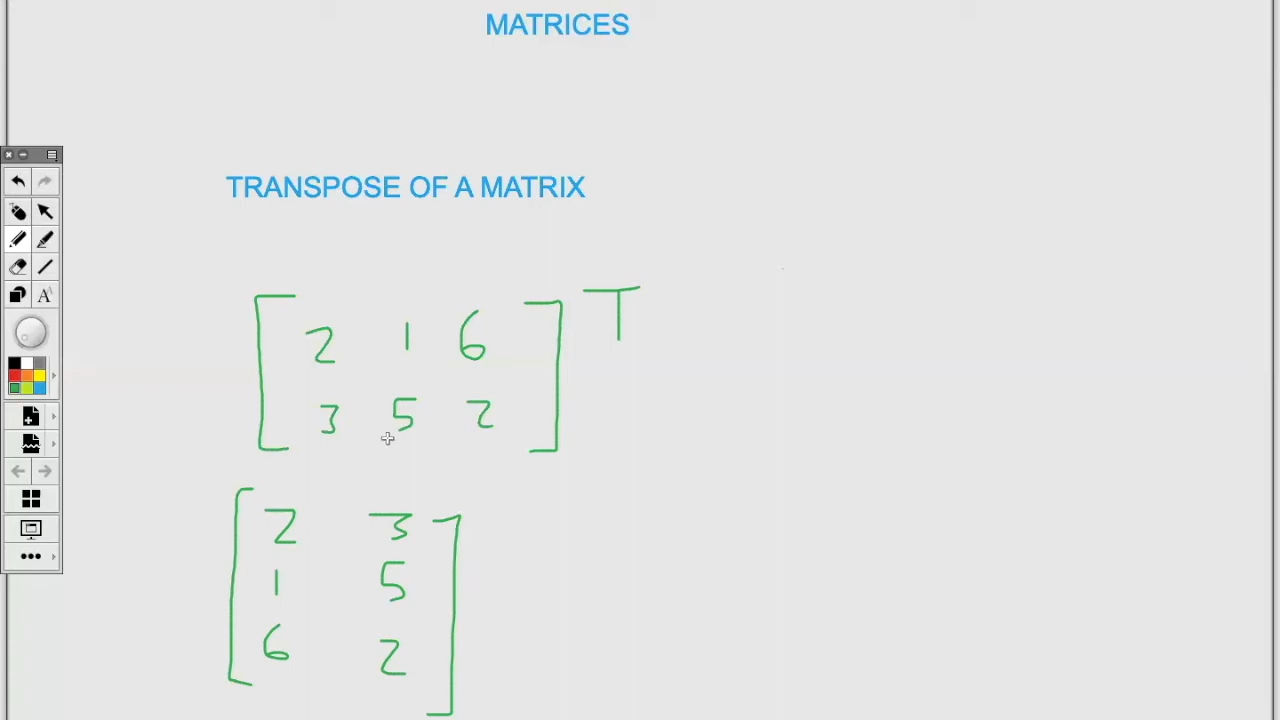 MATRICES
TRANSPOSE OF A MATRIX
[ 2 1 6 ] T
[ 3 5 2 ]
[ 2 3 ]
[ 1 5 ]
[ 6 2 ]